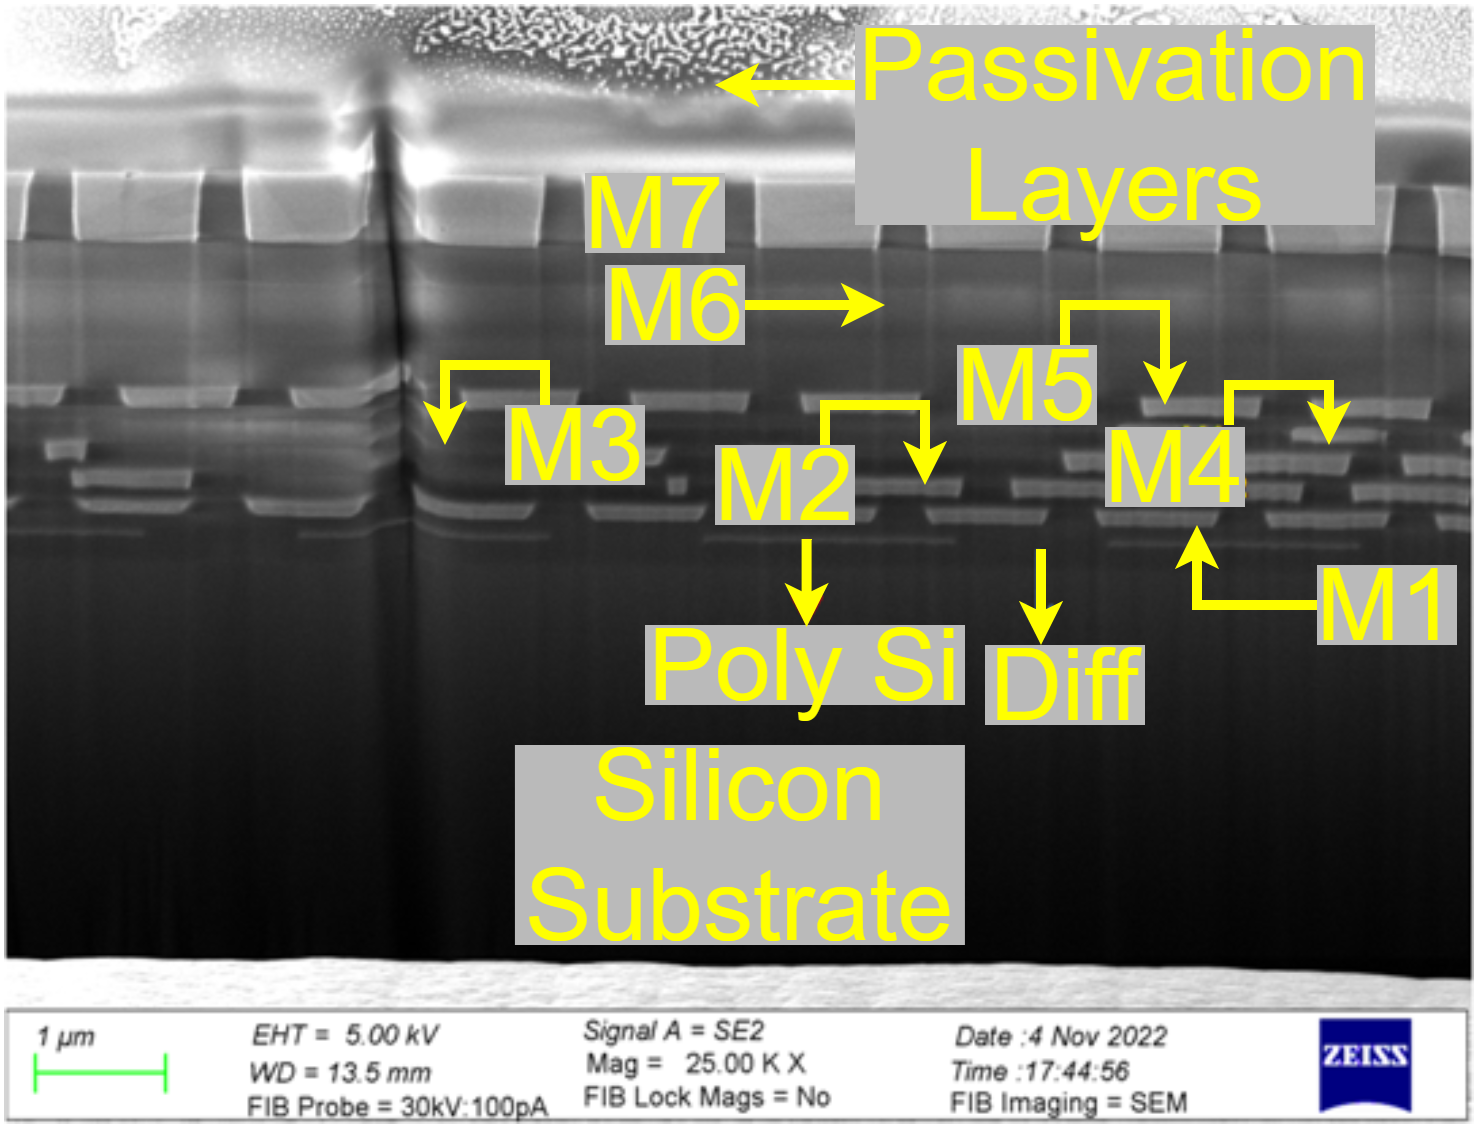 Passivation
Layers
M7
M6
M5
M3
M4
M2
M1
Poly Si
Diff
Silicon
Substrate
1 µm
EHT = 5.00 kV
WD = 13.5 mm
FIB Probe = 30kV:100pA
Signal A = SE2
Mag = 25.00 K X
FIB Lock Mags = No
Date :4 Nov 2022
Time :17:44:56
FIB Imaging = SEM
ZEISS